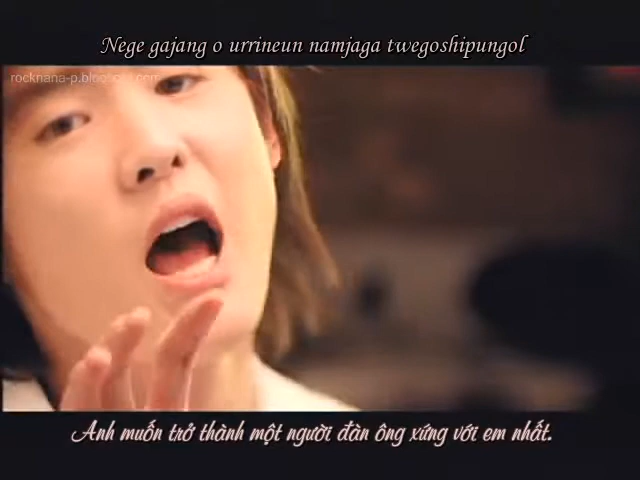 Nege gajang o urrineun namjaga twegoshipungol
rocknana-p.blogspot.com
Anh muốn trở thành một người đàn ông xứng với em nhất.